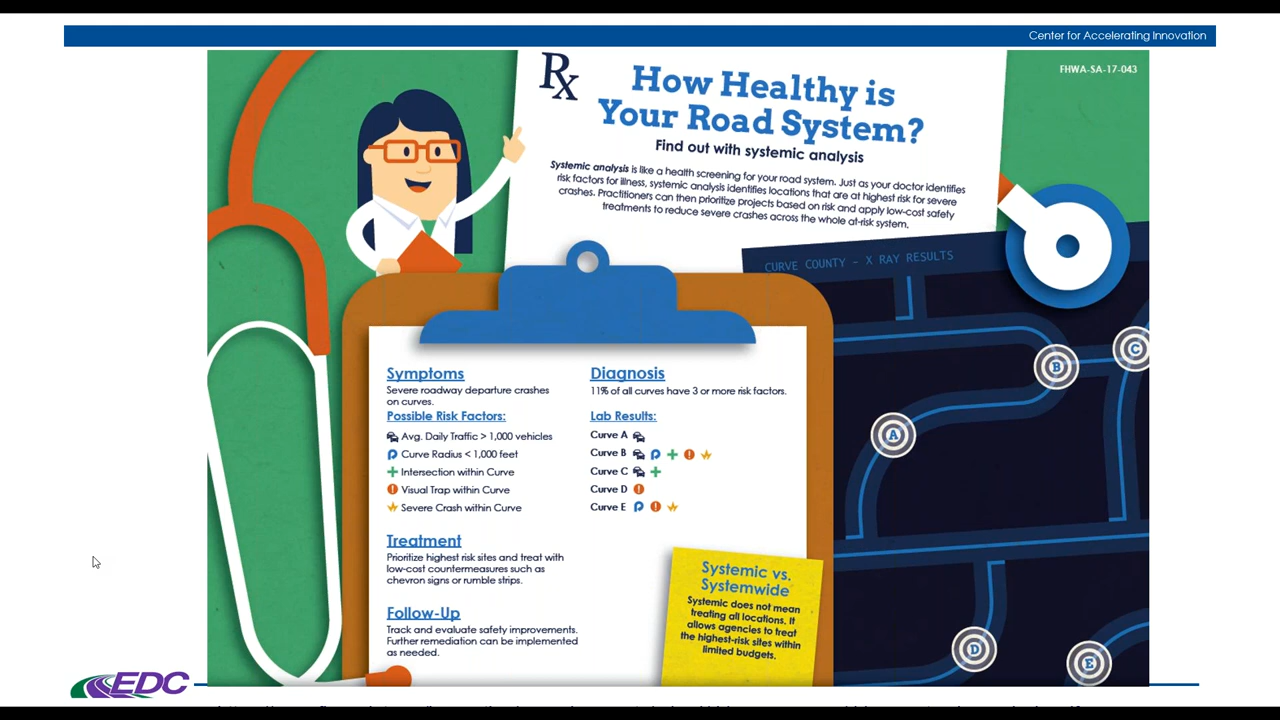 Center for Accelerating Innovation
FHWA-SA-17-043
Rx
How Healthy is
Your Road System?
Find out with systemic analysis
Systemic analysis is like a health screening for your road system. Just as your doctor identifies
risk factors for illness, systemic analysis identifies locations that are at highest risk for severe
crashes. Practitioners can then prioritize projects based on risk and apply low-cost safety
treatments to reduce severe crashes across the whole at-risk system.
CURVE COUNTY - X RAY RESULTS
Symptoms
Severe roadway departure crashes
on curves.
Possible Risk Factors:
Avg. Daily Traffic > 1,000 vehicles
Curve Radius < 1,000 feet
Intersection within Curve
Visual Trap within Curve
Severe Crash within Curve
Treatment
Prioritize highest risk sites and treat with
low-cost countermeasures such as
chevron signs or rumble strips.
Follow-Up
Track and evaluate safety improvements.
Further remediation can be implemented
as needed.
Diagnosis
11% of all curves have 3 or more risk factors.
Lab Results:
Curve A
Curve B
Curve C
Curve D
Curve E
Systemic vs.
Systemwide
Systemic does not mean
treating all locations. It
allows agencies to treat
the highest-risk sites within
limited budgets.
C
B
A
D
E
EDC